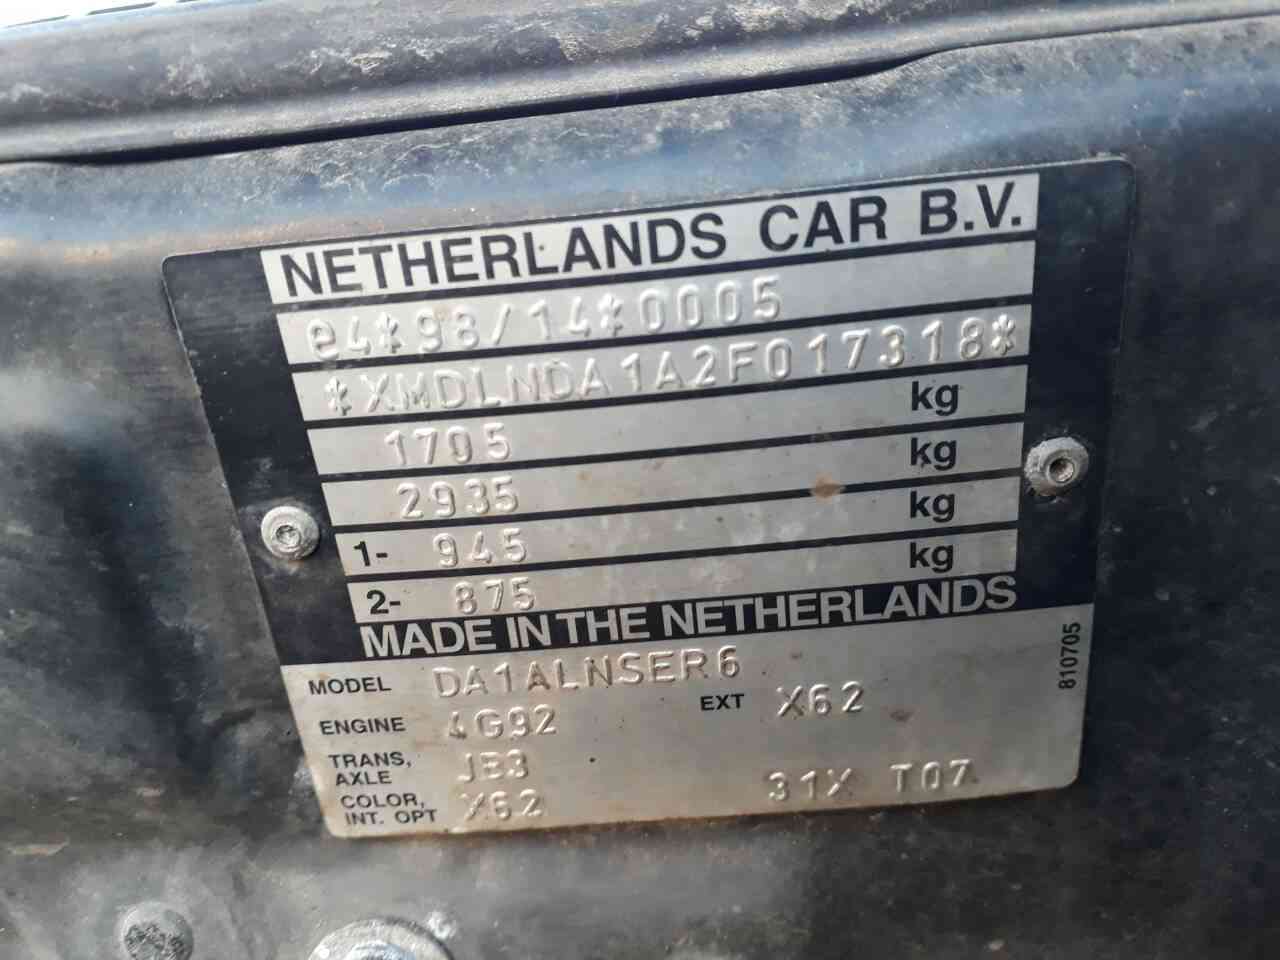 NETHERLANDS CAR B.V.
e4*98/14*0005
*XMDLNDA1A2F017318*
1705 kg
2935 kg
1- 945 kg
2- 875 kg
MADE IN THE NETHERLANDS
MODEL DA1ALNSER6
ENGINE 4G92 EXT X62
TRANS, AXLE JB3
COLOR, INT. OPT X62 31X T07
810705